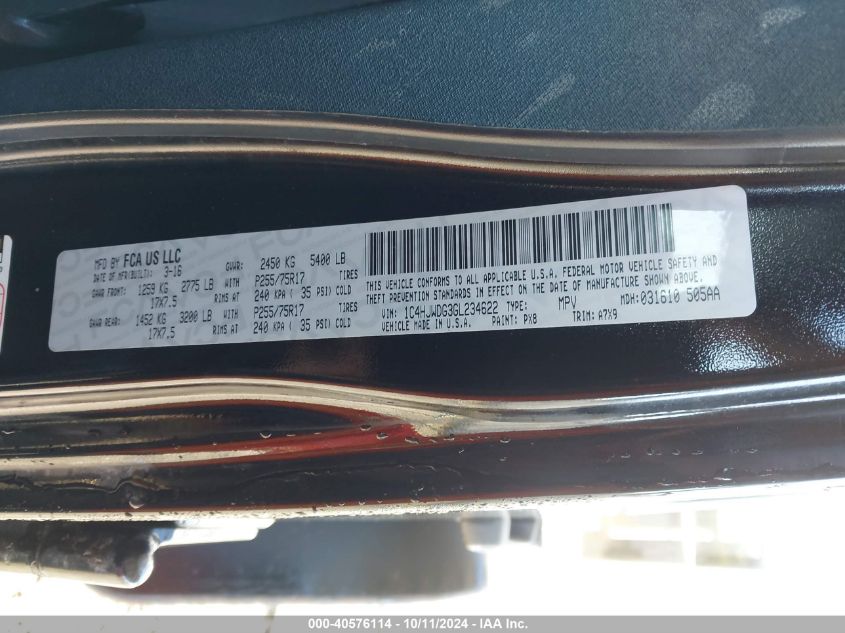 MFD BY FCA US LLC
DATE OF MFR(BUILT): 3-16 GVWR: 2450 KG 5400 LB
GAWR FRONT: 1259 KG 2775 LB WITH P255/75R17 TIRES
17X7.5 RIMS AT 240 KPA ( 35 PSI) COLD
GAWR REAR: 1452 KG 3200 LB WITH P255/75R17 TIRES
17X7.5 RIMS AT 240 KPA ( 35 PSI) COLD
THIS VEHICLE CONFORMS TO ALL APPLICABLE U.S.A. FEDERAL MOTOR VEHICLE SAFETY AND
THEFT PREVENTION STANDARDS IN EFFECT ON THE DATE OF MANUFACTURE SHOWN ABOVE.
VIN: 1C4HJWDG3GL234622 TYPE: MPV MDH: 031610 505AA
VEHICLE MADE IN U.S.A. PAINT: PX8 TRIM: A7X9
000-40576114 - 10/11/2024 - IAA Inc.